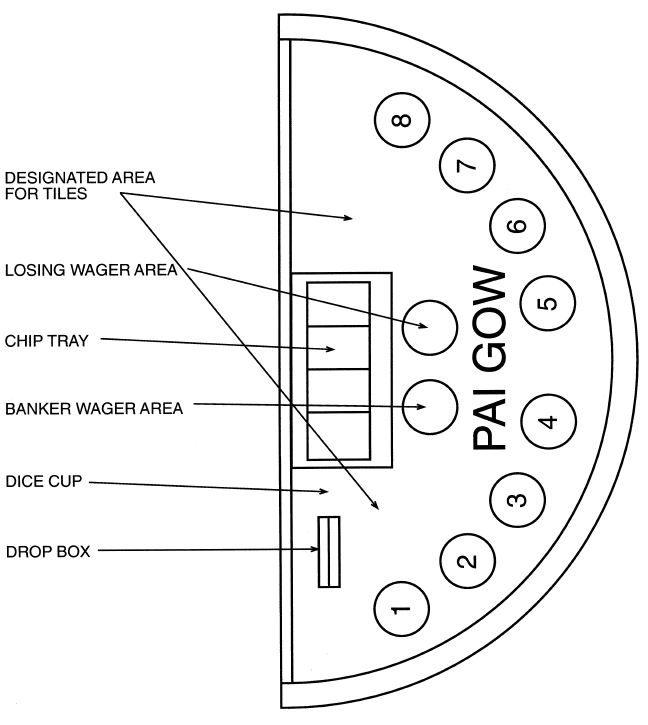 DESIGNATED AREA
FOR TILES
LOSING WAGER AREA
CHIP TRAY
BANKER WAGER AREA
DICE CUP
DROP BOX
PAI GOW
8
7
6
5
4
3
2
1